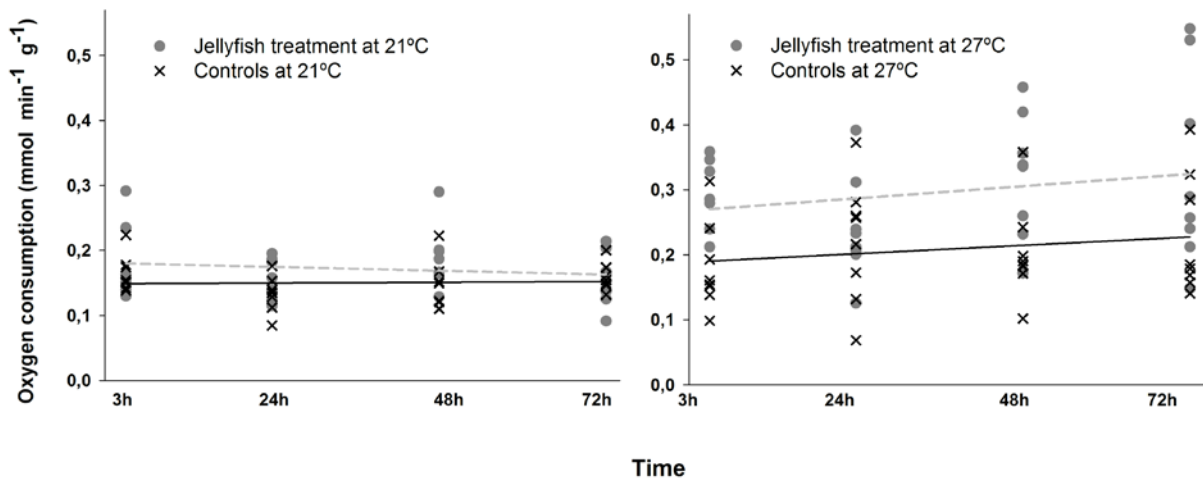 Oxygen consumption (mmol min⁻¹ g⁻¹)
0,5
0,4
0,3
0,2
0,1
0,0
Jellyfish treatment at 21ºC
Controls at 21ºC
3h 24h 48h 72h
0,5
0,4
0,3
0,2
0,1
0,0
Jellyfish treatment at 27ºC
Controls at 27ºC
3h 24h 48h 72h
Time